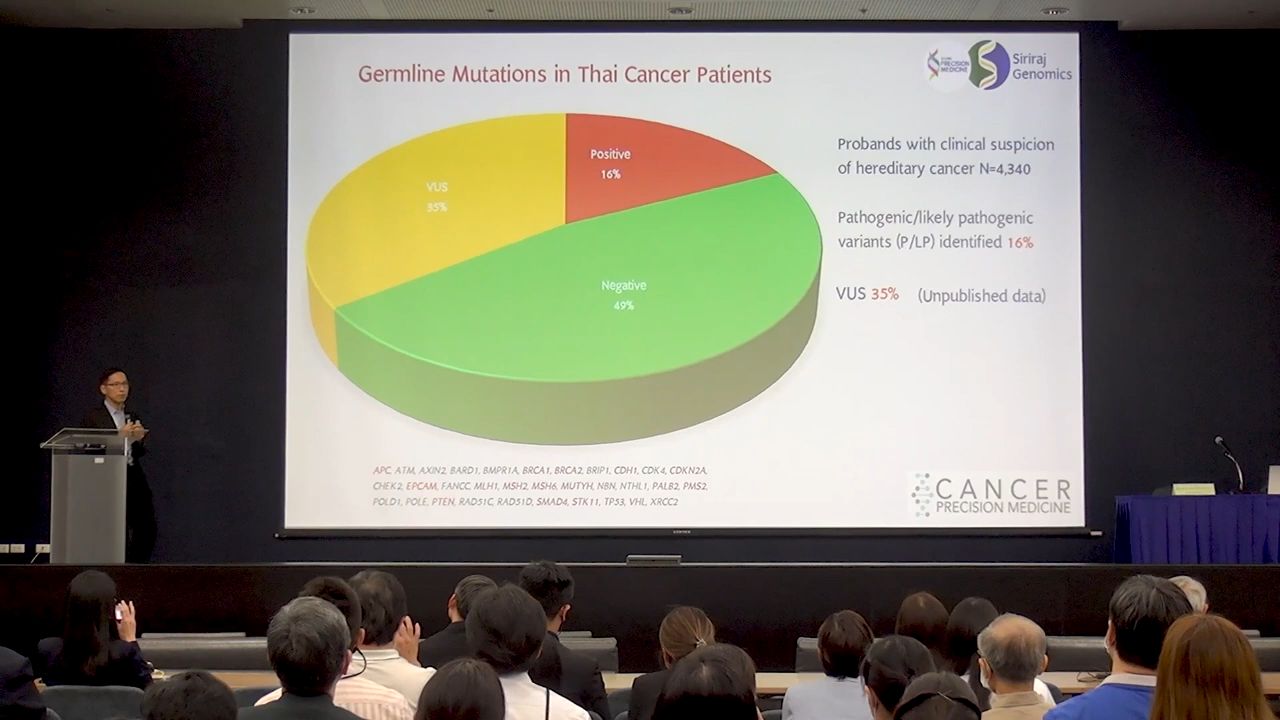 Germline Mutations in Thai Cancer Patients
SIRIRAJ
PRECISION
MEDICINE
Siriraj
Genomics
Positive
16%
VUS
35%
Negative
49%
Probands with clinical suspicion
of hereditary cancer N=4,340
Pathogenic/likely pathogenic
variants (P/LP) identified 16%
VUS 35% (Unpublished data)
APC, ATM, AXIN2, BARD1, BMPR1A, BRCA1, BRCA2, BRIP1, CDH1, CDK4, CDKN2A,
CHEK2, EPCAM, FANCC, MLH1, MSH2, MSH6, MUTYH, NBN, NTHL1, PALB2, PMS2,
POLD1, POLE, PTEN, RAD51C, RAD51D, SMAD4, STK11, TP53, VHL, XRCC2
CANCER
PRECISION MEDICINE